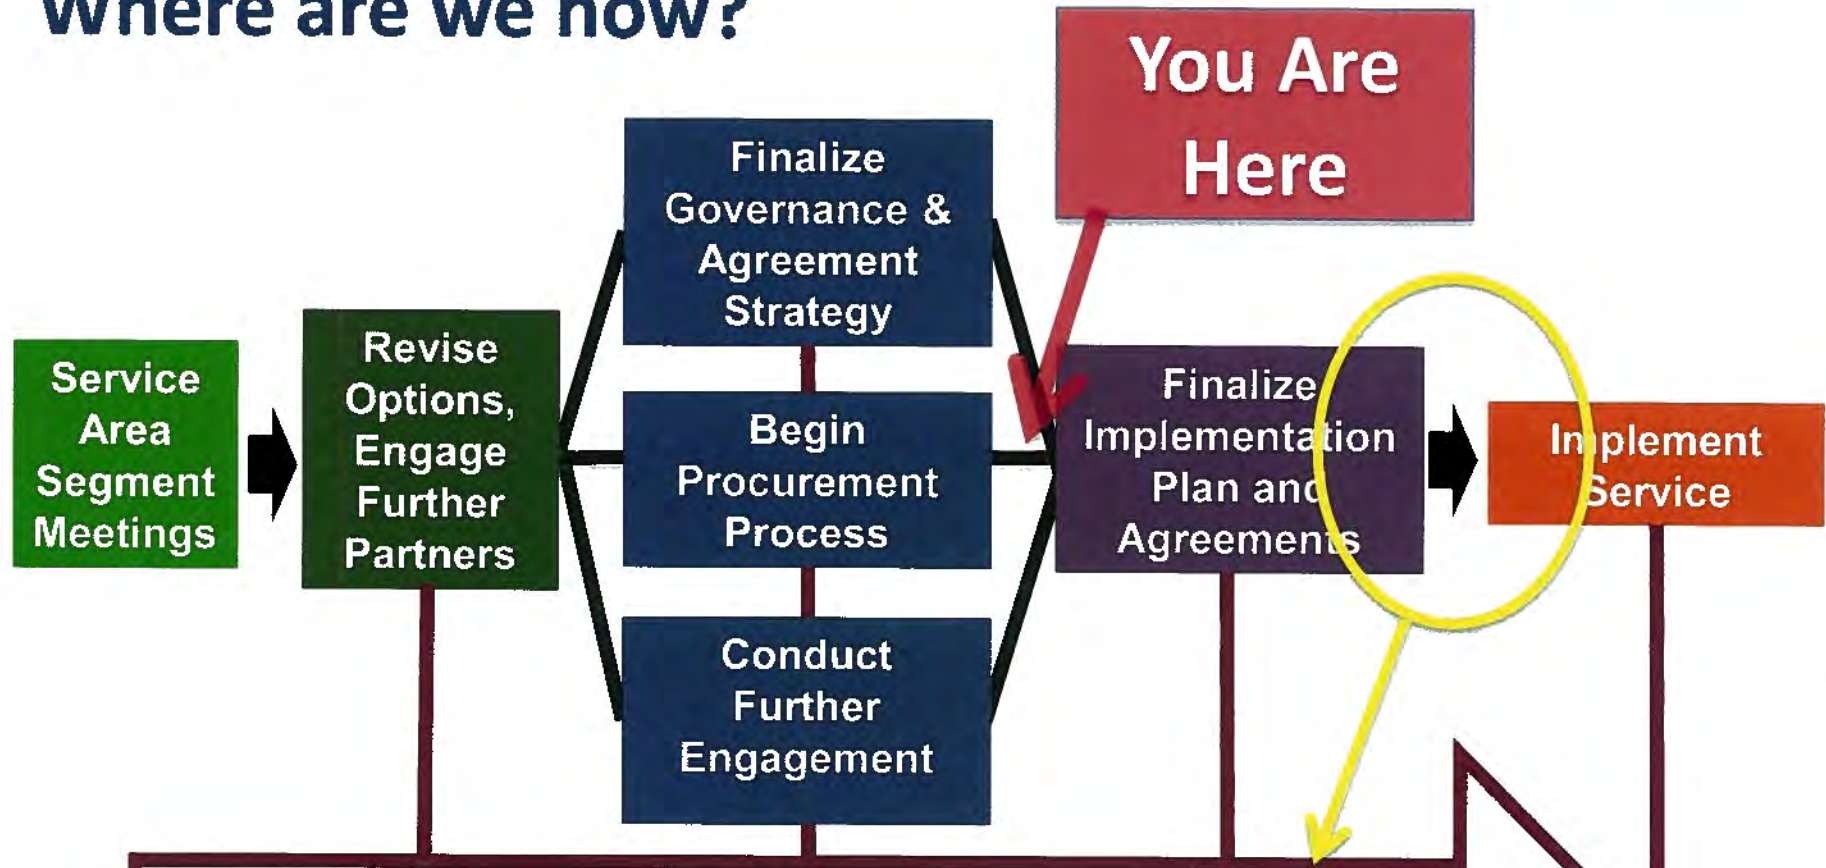 Where are we now?
You Are
Here
Service
Area
Segment
Meetings
Revise
Options,
Engage
Further
Partners
Finalize
Governance &
Agreement
Strategy
Begin
Procurement
Process
Conduct
Further
Engagement
Finalize
Implementation
Plan and
Agreements
Implement
Service